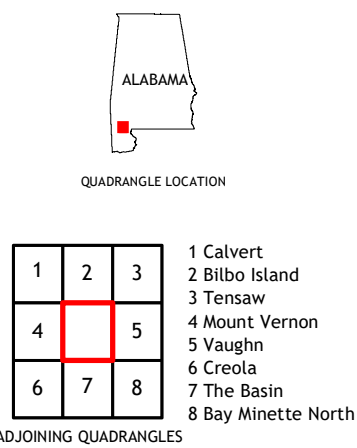 ALABAMA
QUADRANGLE LOCATION
1 2 3
4 5
6 7 8
1 Calvert
2 Bilbo Island
3 Tensaw
4 Mount Vernon
5 Vaughn
6 Creola
7 The Basin
8 Bay Minette North
ADJOINING QUADRANGLES